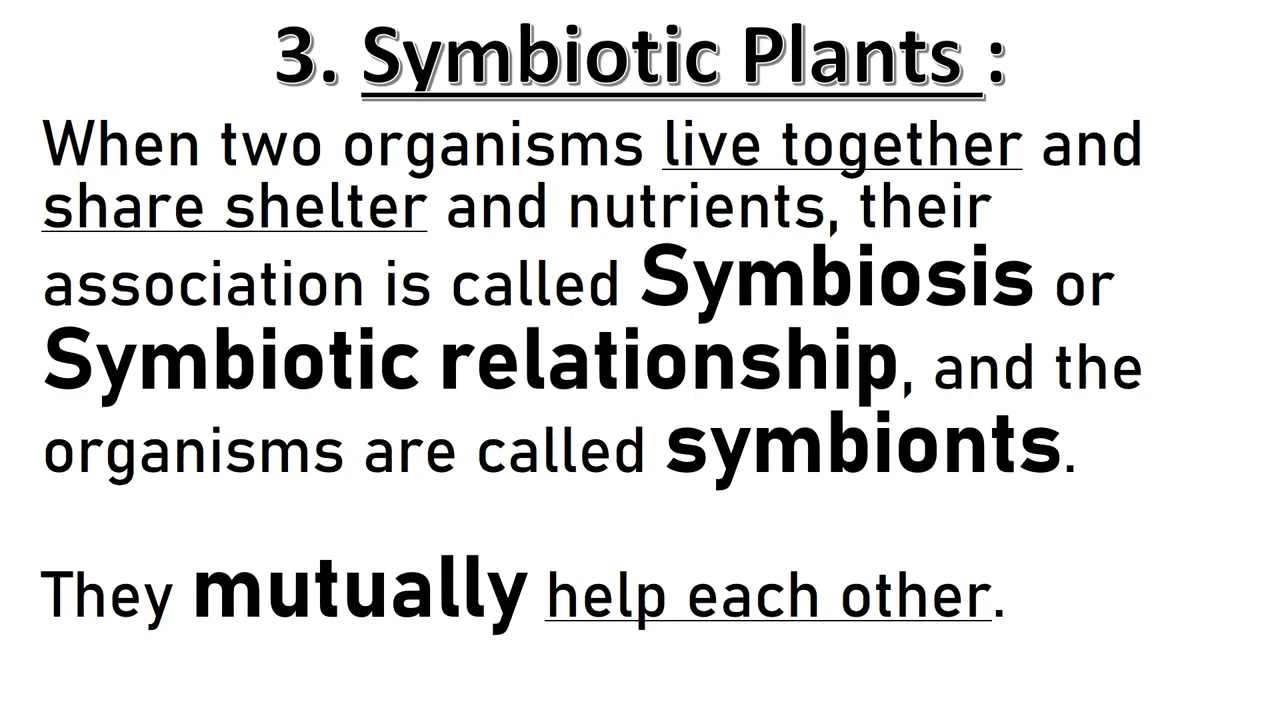 3. Symbiotic Plants :
When two organisms live together and
share shelter and nutrients, their
association is called Symbiosis or
Symbiotic relationship, and the
organisms are called symbionts.
They mutually help each other.